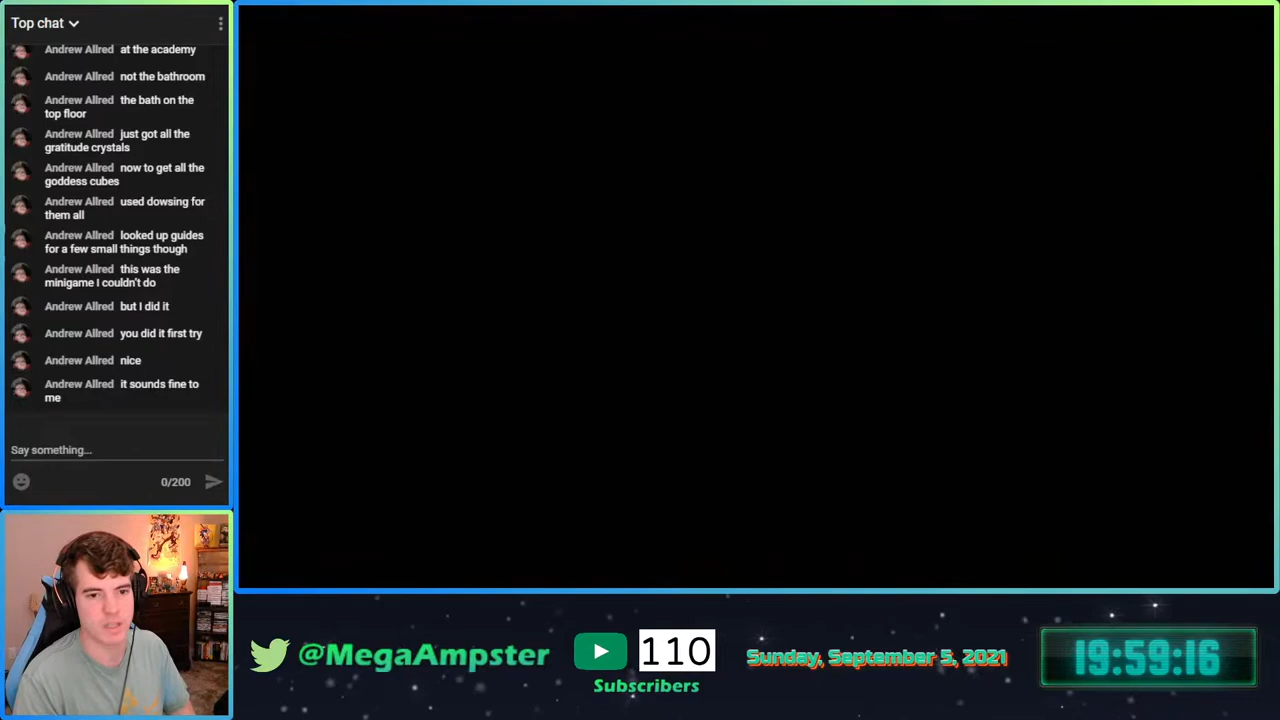 Top chat
Andrew Allred at the academy
Andrew Allred not the bathroom
Andrew Allred the bath on the
top floor
Andrew Allred just got all the
gratitude crystals
Andrew Allred now to get all the
goddess cubes
Andrew Allred used dowsing for
them all
Andrew Allred looked up guides
for a few small things though
Andrew Allred this was the
minigame I couldn't do
Andrew Allred but I did it
Andrew Allred you did it first try
Andrew Allred nice
Andrew Allred it sounds fine to
me
Say something...
0/200
@MegaAmpster
110
Subscribers
Sunday, September 5, 2021
19:59:16